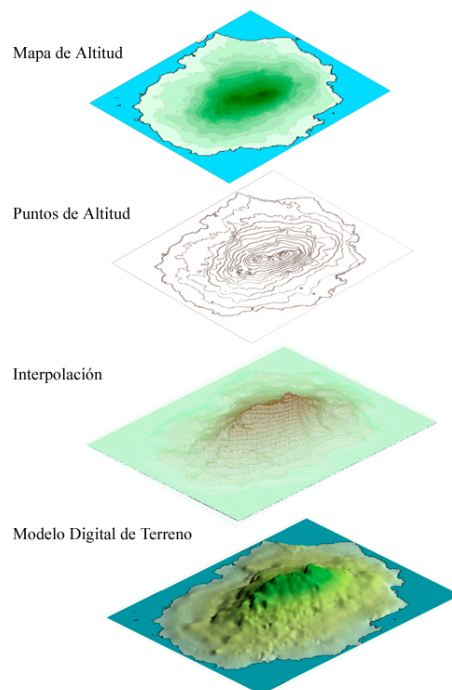 Mapa de Altitud
Puntos de Altitud
Interpolación
Modelo Digital de Terreno